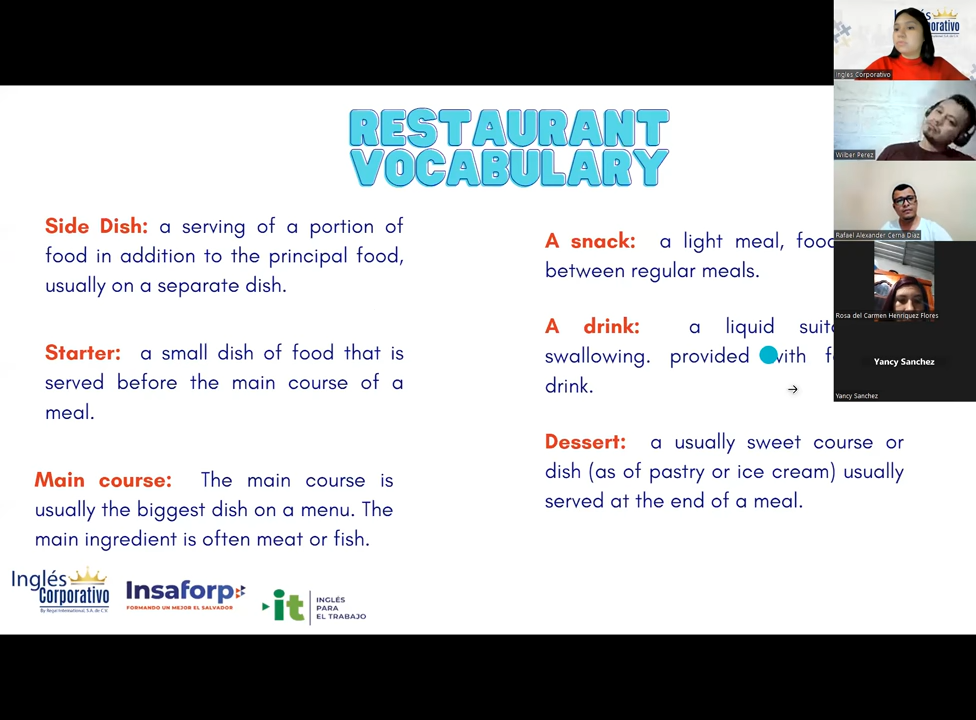 RESTAURANT
VOCABULARY
Side Dish: a serving of a portion of
food in addition to the principal food,
usually on a separate dish.
Starter: a small dish of food that is
served before the main course of a
meal.
Main course: The main course is
usually the biggest dish on a menu. The
main ingredient is often meat or fish.
A snack: a light meal,
between regular meals.
A drink: a liquid
swallowing. provided with
drink.
Dessert: a usually sweet course or
dish (as of pastry or ice cream) usually
served at the end of a meal.
Inglés
Corporativo
By Regal International, S.A. de C.V.
Insaforp
FORMANDO UN MEJOR EL SALVADOR
it
INGLÉS
PARA
EL TRABAJO
Inglés
Ingles Corporativo
Wilber Perez
Rafael Alexander Cerna Diaz
Rosa del Carmen Henriquez Flores
Yancy Sanchez
Yancy Sanchez